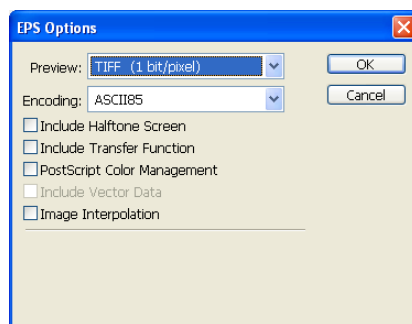 EPS Options
Preview: TIFF (1 bit/pixel)
OK
Encoding: ASCII85
Cancel
Include Halftone Screen
Include Transfer Function
PostScript Color Management
Include Vector Data
Image Interpolation